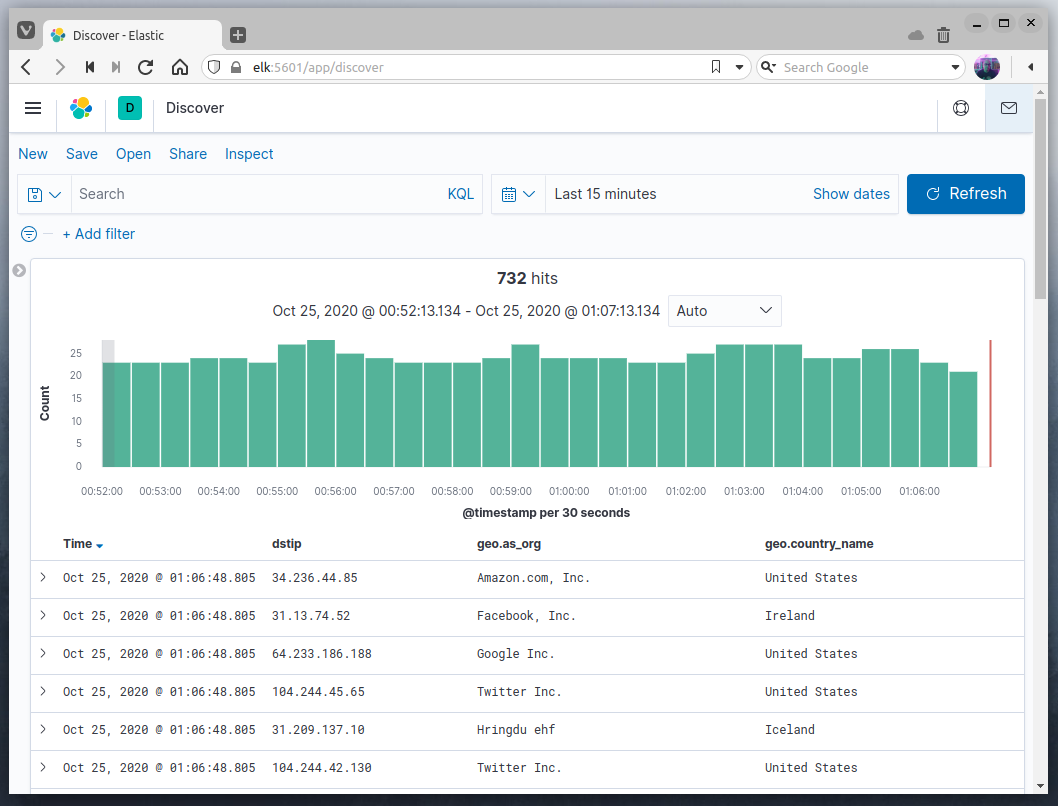 Discover - Elastic
elk:5601/app/discover
Search Google
D
Discover
New Save Open Share Inspect
Search KQL Last 15 minutes Show dates Refresh
+ Add filter
732 hits
Oct 25, 2020 @ 00:52:13.134 - Oct 25, 2020 @ 01:07:13.134 Auto
25
20
15
10
5
0
Count
00:52:00 00:53:00 00:54:00 00:55:00 00:56:00 00:57:00 00:58:00 00:59:00 01:00:00 01:01:00 01:02:00 01:03:00 01:04:00 01:05:00 01:06:00
@timestamp per 30 seconds
Time dstip geo.as_org geo.country_name
Oct 25, 2020 @ 01:06:48.805 34.236.44.85 Amazon.com, Inc. United States
Oct 25, 2020 @ 01:06:48.805 31.13.74.52 Facebook, Inc. Ireland
Oct 25, 2020 @ 01:06:48.805 64.233.186.188 Google Inc. United States
Oct 25, 2020 @ 01:06:48.805 104.244.45.65 Twitter Inc. United States
Oct 25, 2020 @ 01:06:48.805 31.209.137.10 Hringdu ehf Iceland
Oct 25, 2020 @ 01:06:48.805 104.244.42.130 Twitter Inc. United States